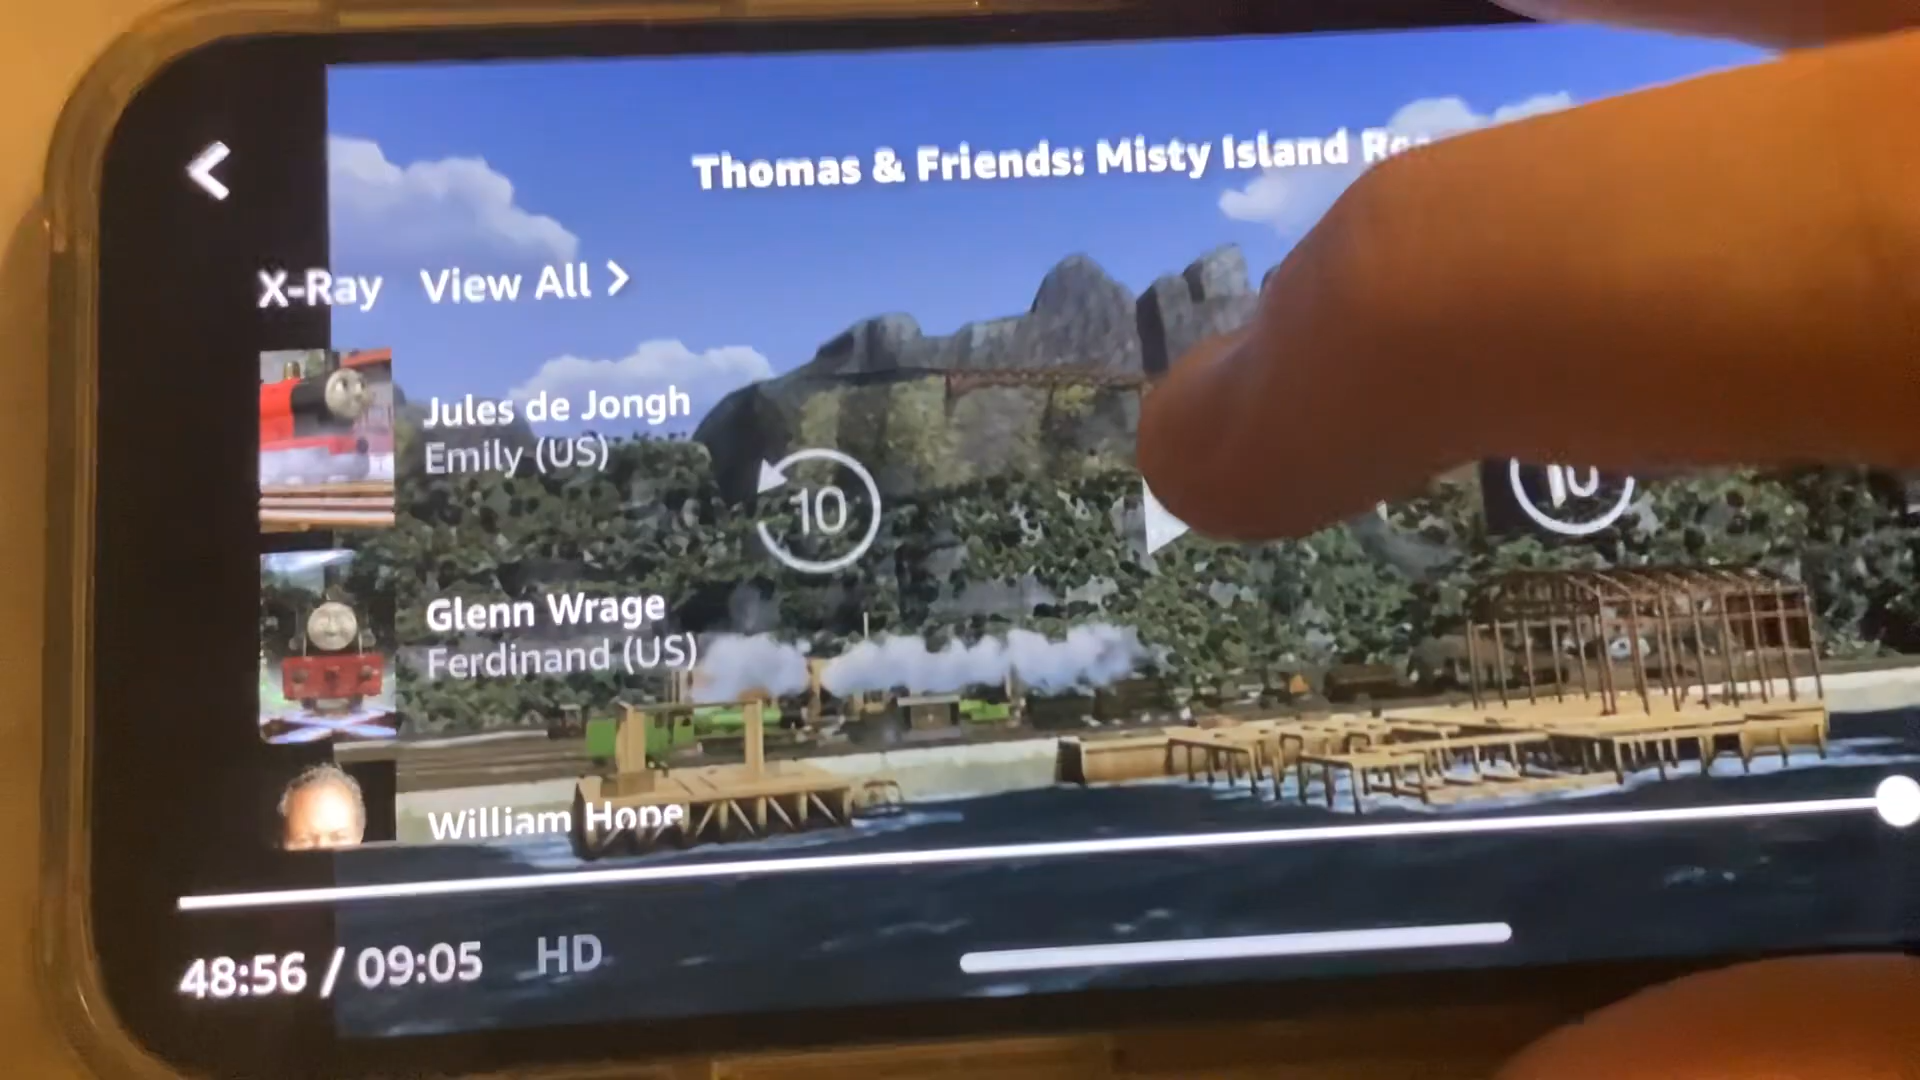 Thomas & Friends: Misty Island
X-Ray View All >
Jules de Jongh
Emily (US)
10
10
Glenn Wrage
Ferdinand (US)
William Hope
48:56 / 09:05 HD